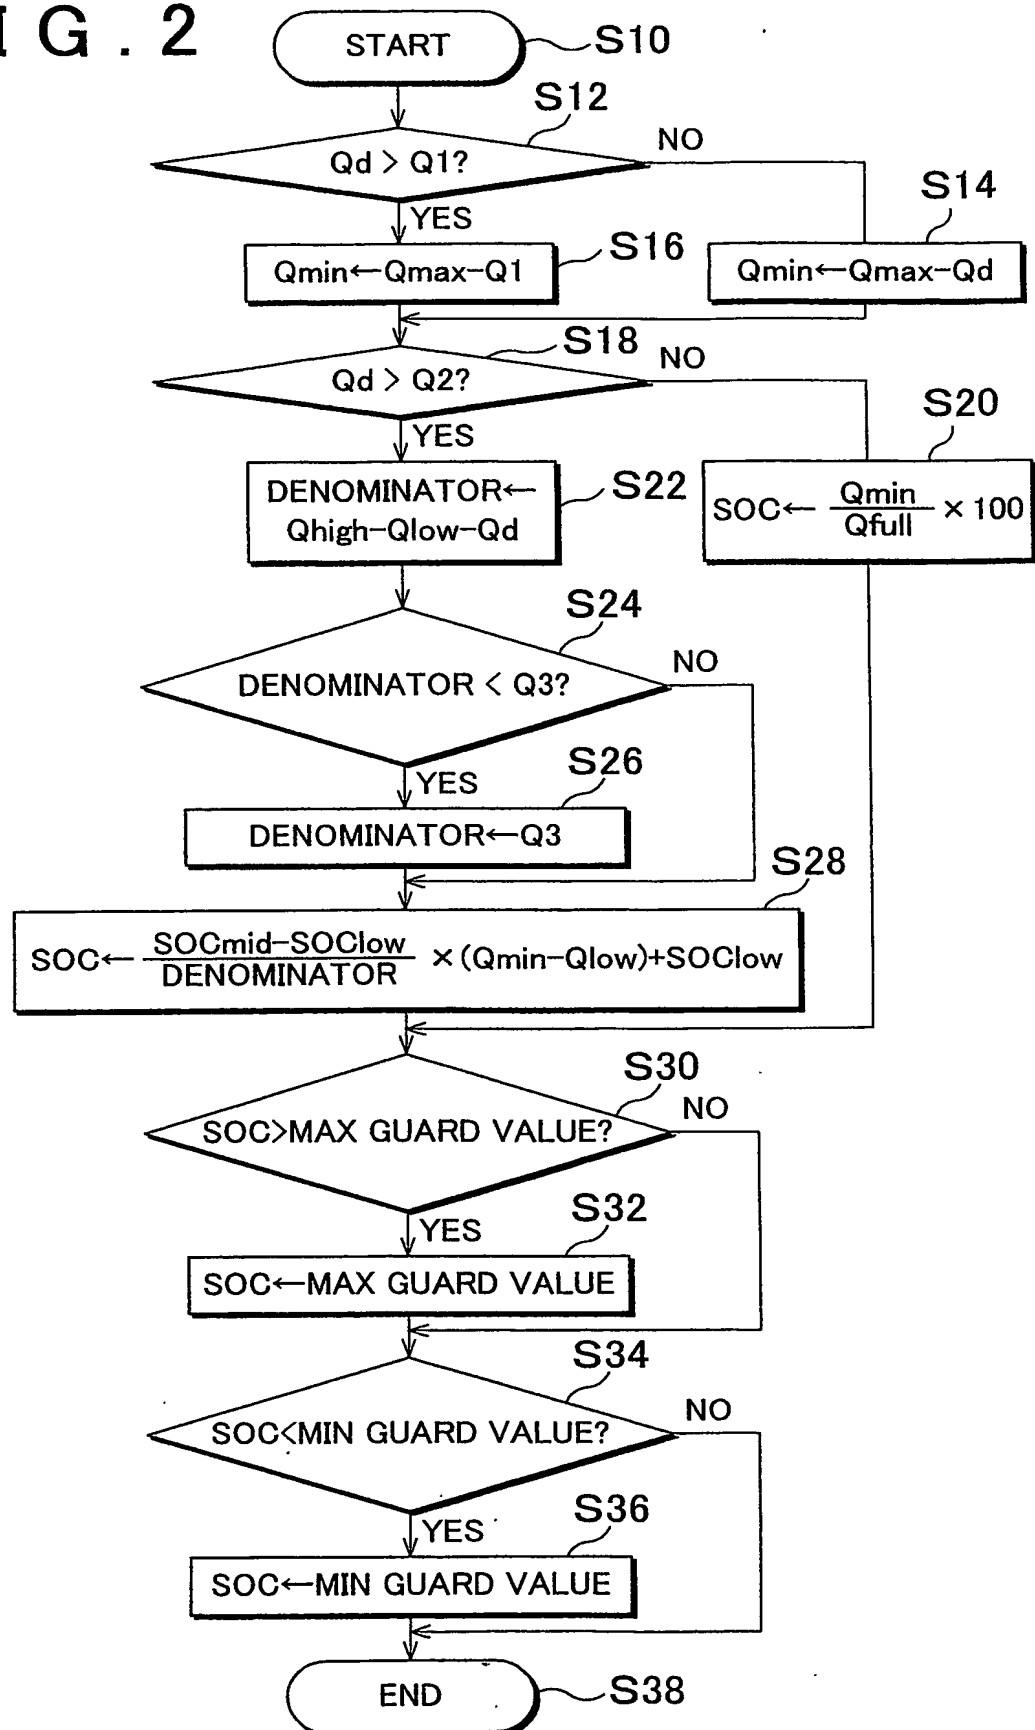 IG.2
START
S10
S12
Qd > Q1?
NO
YES
S14
S16
Qmin←Qmax-Q1
Qmin←Qmax-Qd
S18
Qd > Q2?
NO
YES
S20
DENOMINATOR←
Qhigh-Qlow-Qd
S22
SOC← Qmin
Qfull × 100
S24
DENOMINATOR < Q3?
NO
YES
S26
DENOMINATOR←Q3
S28
SOC← SOCmid-SOClow
DENOMINATOR ×(Qmin-Qlow)+SOClow
S30
SOC>MAX GUARD VALUE?
NO
YES
S32
SOC←MAX GUARD VALUE
S34
SOC<MIN GUARD VALUE?
NO
YES
S36
SOC←MIN GUARD VALUE
END
S38